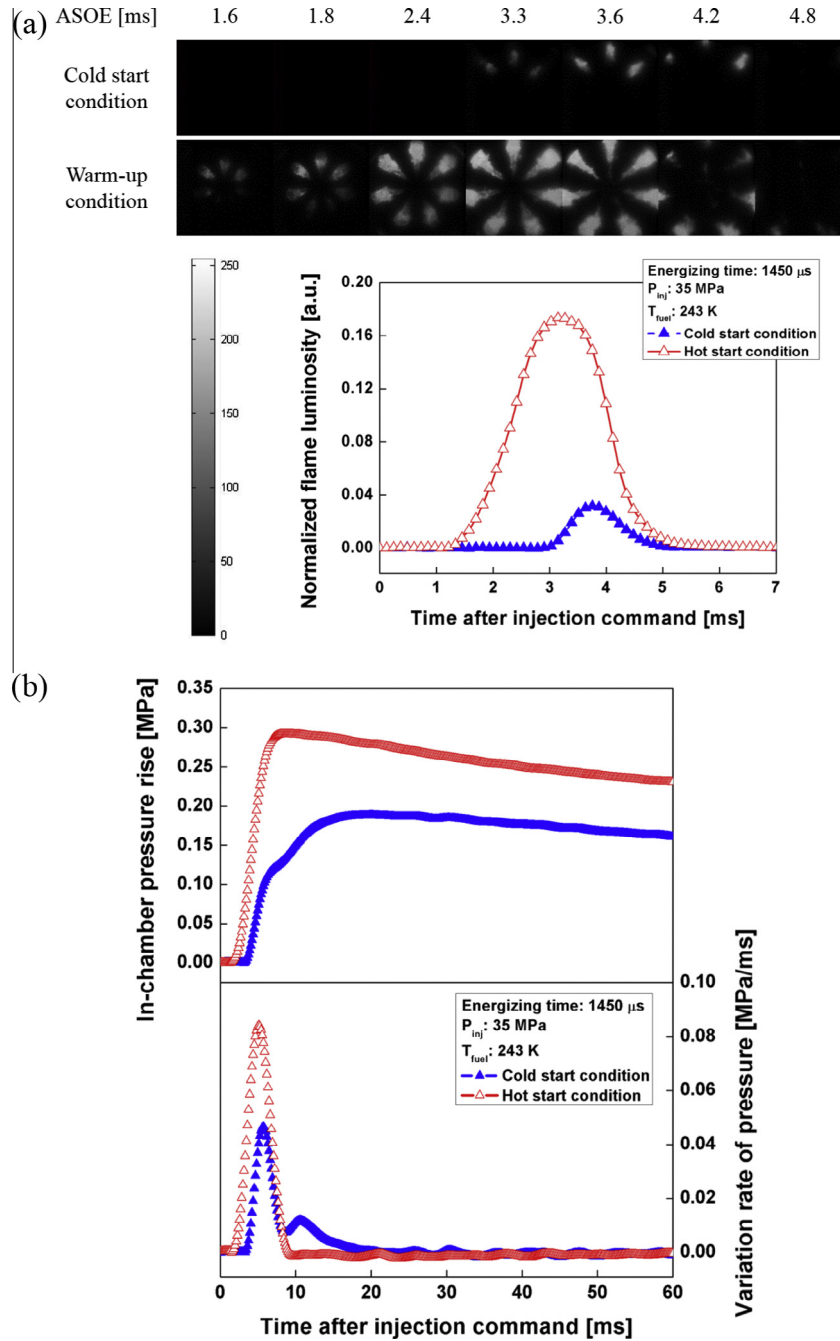 (a) ASOE [ms] 1.6 1.8 2.4 3.3 3.6 4.2 4.8
Cold start
condition
Warm-up
condition
250
200
150
100
50
0
Normalized flame luminosity [a.u.]
0.20
0.16
0.12
0.08
0.04
0.00
Energizing time: 1450 μs
Pinj: 35 MPa
Tfuel: 243 K
Cold start condition
Hot start condition
0 1 2 3 4 5 6 7
Time after injection command [ms]
(b)
In-chamber pressure rise [MPa]
0.35
0.30
0.25
0.20
0.15
0.10
0.05
0.00
Variation rate of pressure [MPa/ms]
0.10
0.08
0.06
0.04
0.02
0.00
Energizing time: 1450 μs
Pinj: 35 MPa
Tfuel: 243 K
Cold start condition
Hot start condition
0 10 20 30 40 50 60
Time after injection command [ms]